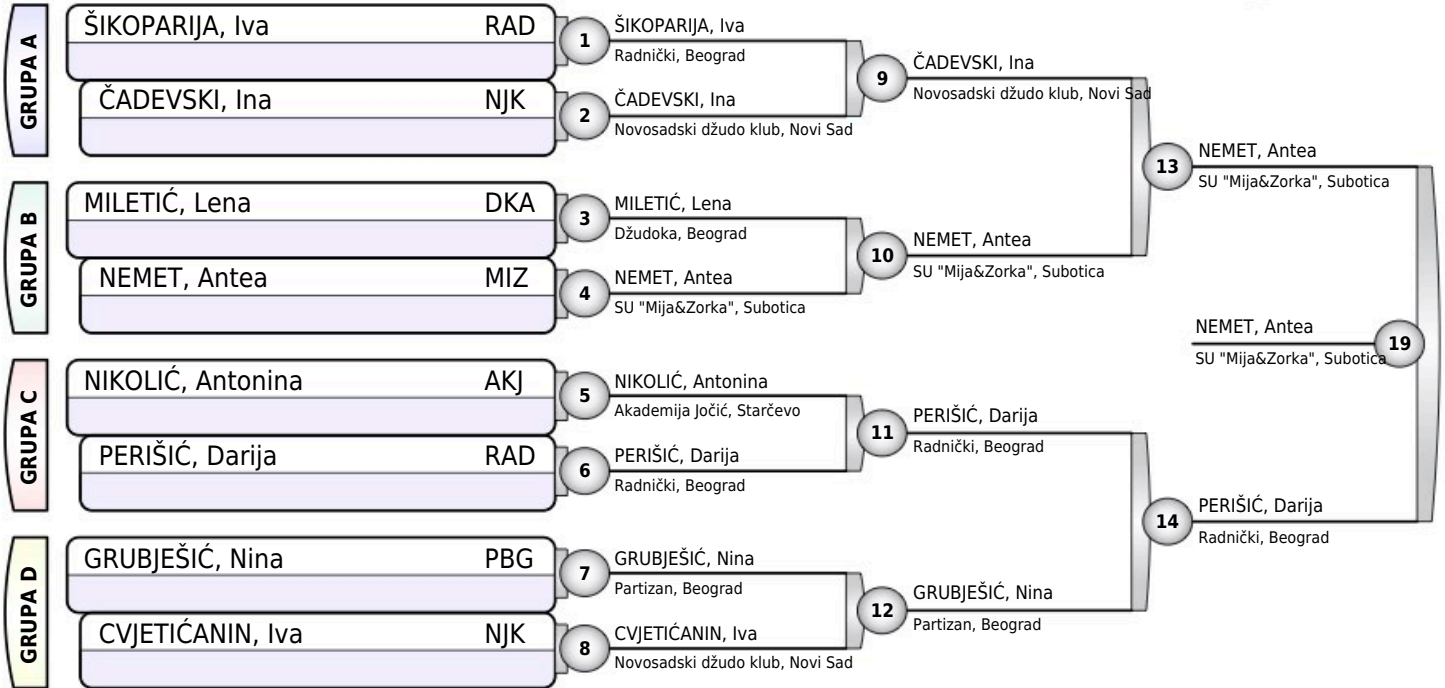 GRUPA A
ŠIKOPARIJA, Iva RAD
ČADEVSKI, Ina NJK
GRUPA B
MILETIĆ, Lena DKA
NEMET, Antea MIZ
GRUPA C
NIKOLIĆ, Antonina AKJ
PERIŠIĆ, Darija RAD
GRUPA D
GRUBJEŠIĆ, Nina PBG
CVJETIĆANIN, Iva NJK
1
ŠIKOPARIJA, Iva
Radnički, Beograd
2
ČADEVSKI, Ina
Novosadski džudo klub, Novi Sad
3
MILETIĆ, Lena
Džudoka, Beograd
4
NEMET, Antea
SU "Mija&Zorka", Subotica
5
NIKOLIĆ, Antonina
Akademija Jočić, Starčevo
6
PERIŠIĆ, Darija
Radnički, Beograd
7
GRUBJEŠIĆ, Nina
Partizan, Beograd
8
CVJETIĆANIN, Iva
Novosadski džudo klub, Novi Sad
9
ČADEVSKI, Ina
Novosadski džudo klub, Novi Sad
10
NEMET, Antea
SU "Mija&Zorka", Subotica
11
PERIŠIĆ, Darija
Radnički, Beograd
12
GRUBJEŠIĆ, Nina
Partizan, Beograd
13
NEMET, Antea
SU "Mija&Zorka", Subotica
14
PERIŠIĆ, Darija
Radnički, Beograd
NEMET, Antea
SU "Mija&Zorka", Subotica
19